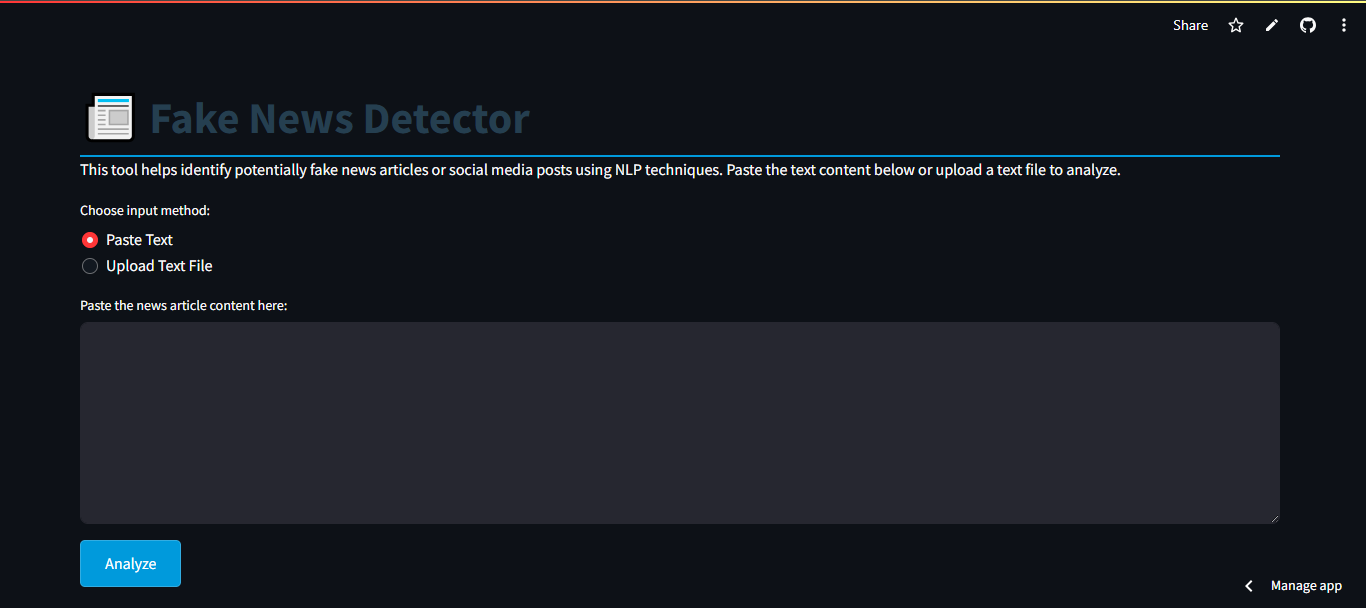 Share
Fake News Detector
This tool helps identify potentially fake news articles or social media posts using NLP techniques. Paste the text content below or upload a text file to analyze.
Choose input method:
Paste Text
Upload Text File
Paste the news article content here:
Analyze
Manage app